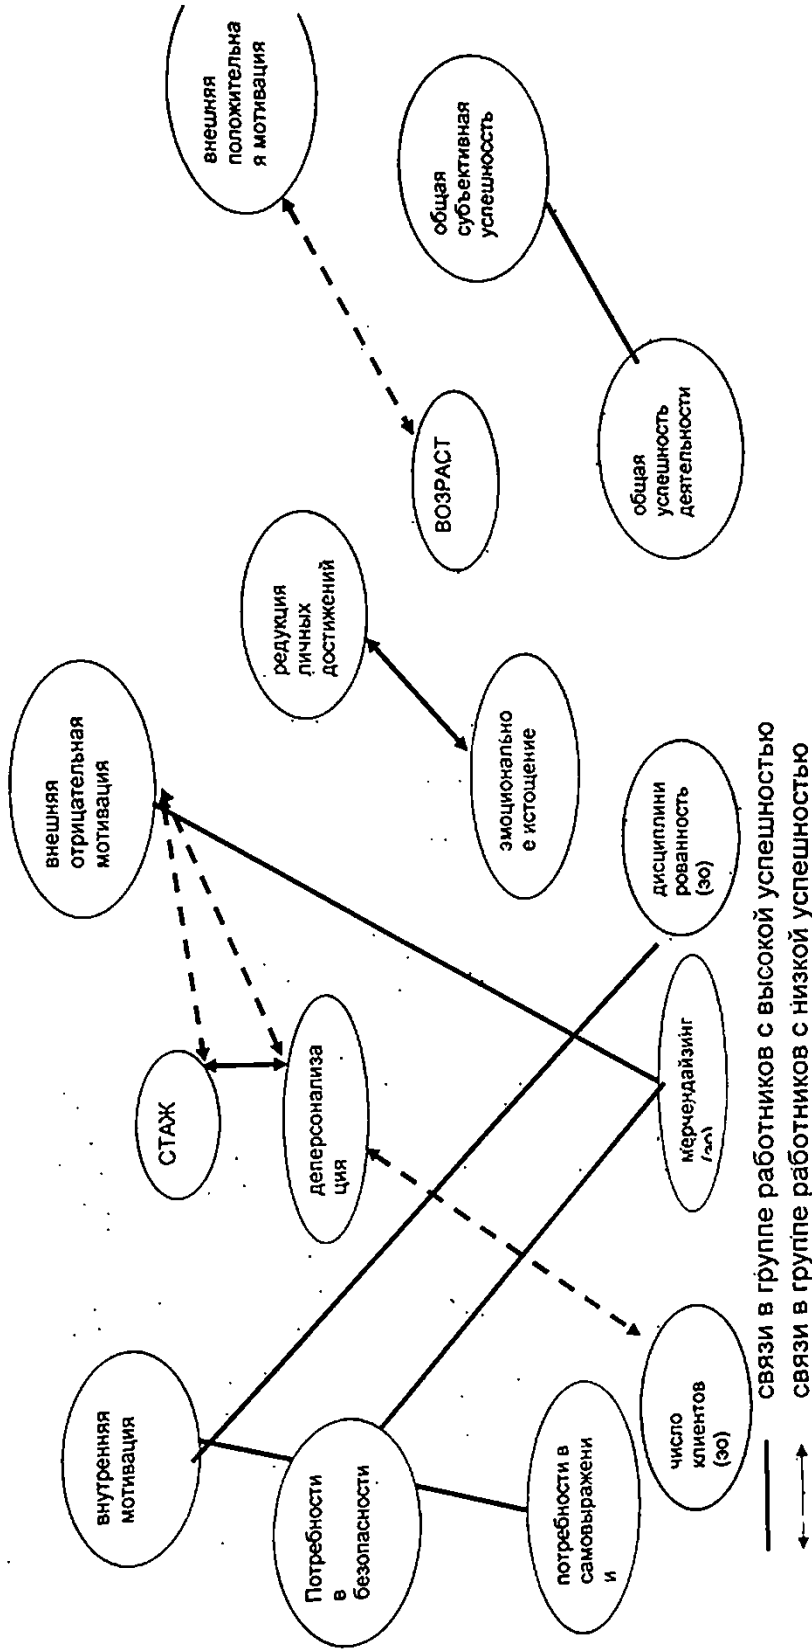 внутренняя
мотивация
СТАЖ
внешняя
отрицательная
мотивация
внешняя
положительна
я мотивация
Потребности
в
безопасности
деперсонализа
ция
редукция
личных
достижений
ВОЗРАСТ
общая
субъективная
успешность
потребности в
самовыражени
и
эмоционально
е истощение
число
клиентов
(эо)
мерчендайзинг
дисциплини
рованность
(эо)
общая
успешность
деятельности
связи в группе работников с высокой успешностью
связи в группе работников с низкой успешностью